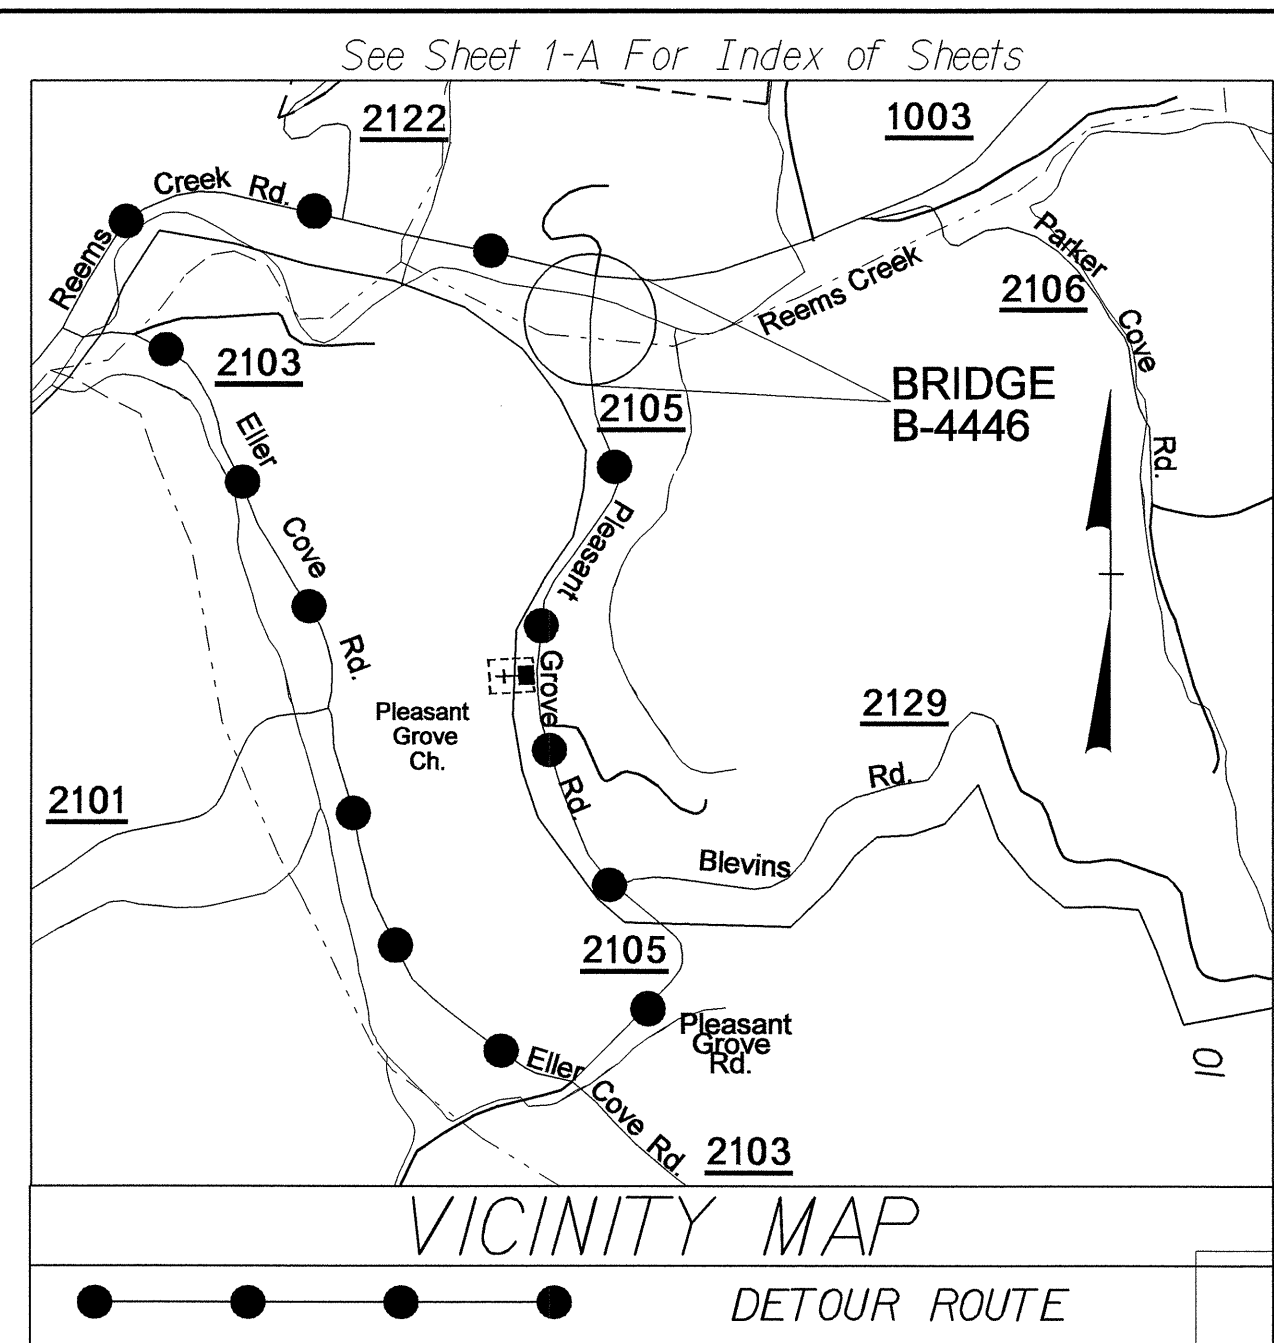 See Sheet 1-A For Index of Sheets
2122
1003
Reems Creek Rd.
Parker Cove Rd.
2106
Reems Creek
2103
BRIDGE
B-4446
2105
Eller Cove Rd.
Pleasant Grove Rd.
Pleasant
Grove
Ch.
2129
2101
Blevins Rd.
2105
Pleasant
Grove
Rd.
Eller Cove Rd.
2103
VICINITY MAP
DETOUR ROUTE